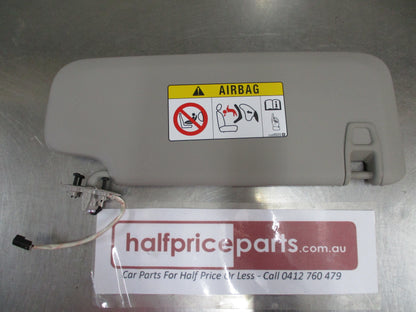 AIRBAG
halfpriceparts.com.au
Car Parts For Half Price Or Less - Call 0412 760 479